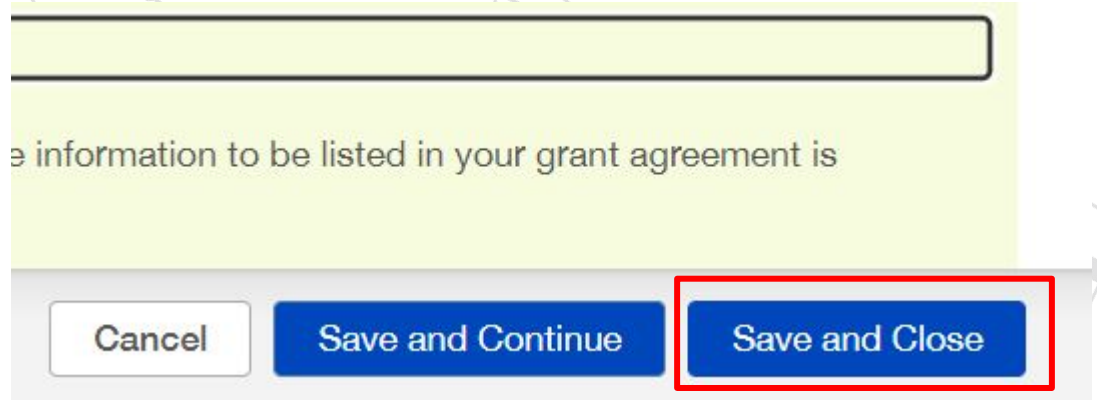 e information to be listed in your grant agreement is
Cancel Save and Continue Save and Close